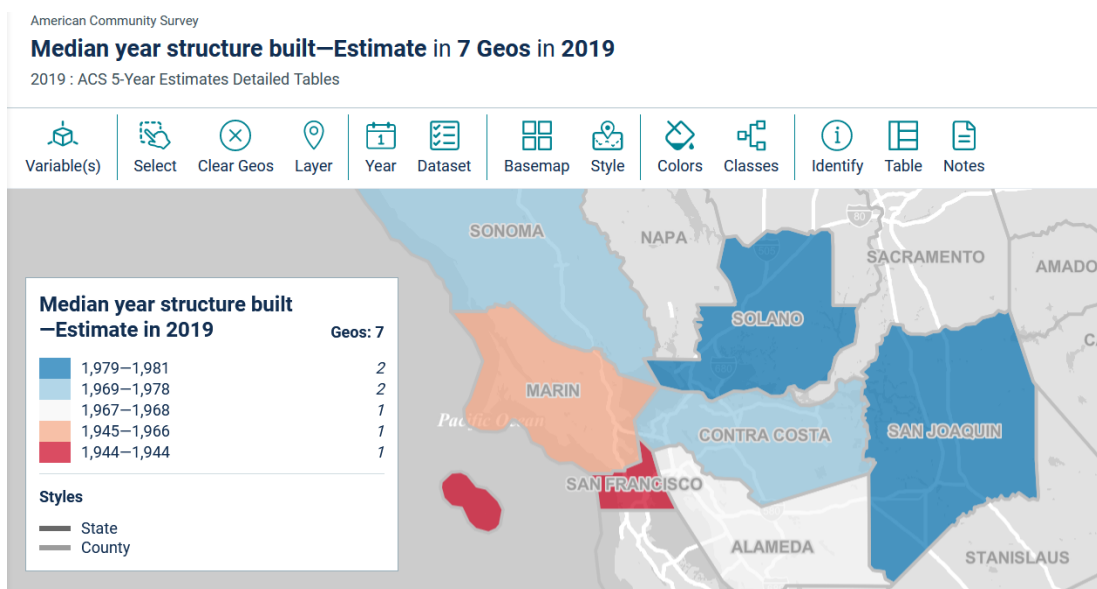 American Community Survey
Median year structure built—Estimate in 7 Geos in 2019
2019 : ACS 5-Year Estimates Detailed Tables
Variable(s) Select Clear Geos Layer Year Dataset Basemap Style Colors Classes Identify Table Notes
1
SONOMA
NAPA
80
SACRAMENTO
AMADO
Median year structure built
—Estimate in 2019 Geos: 7
1,979—1,981 2
1,969—1,978 2
1,967—1,968 1
1,945—1,966 1
1,944—1,944 1
Styles
State
County
SOLANO
MARIN
Pacific Ocean
CONTRA COSTA
SAN JOAQUIN
SAN FRANCISCO
ALAMEDA
STANISLAUS